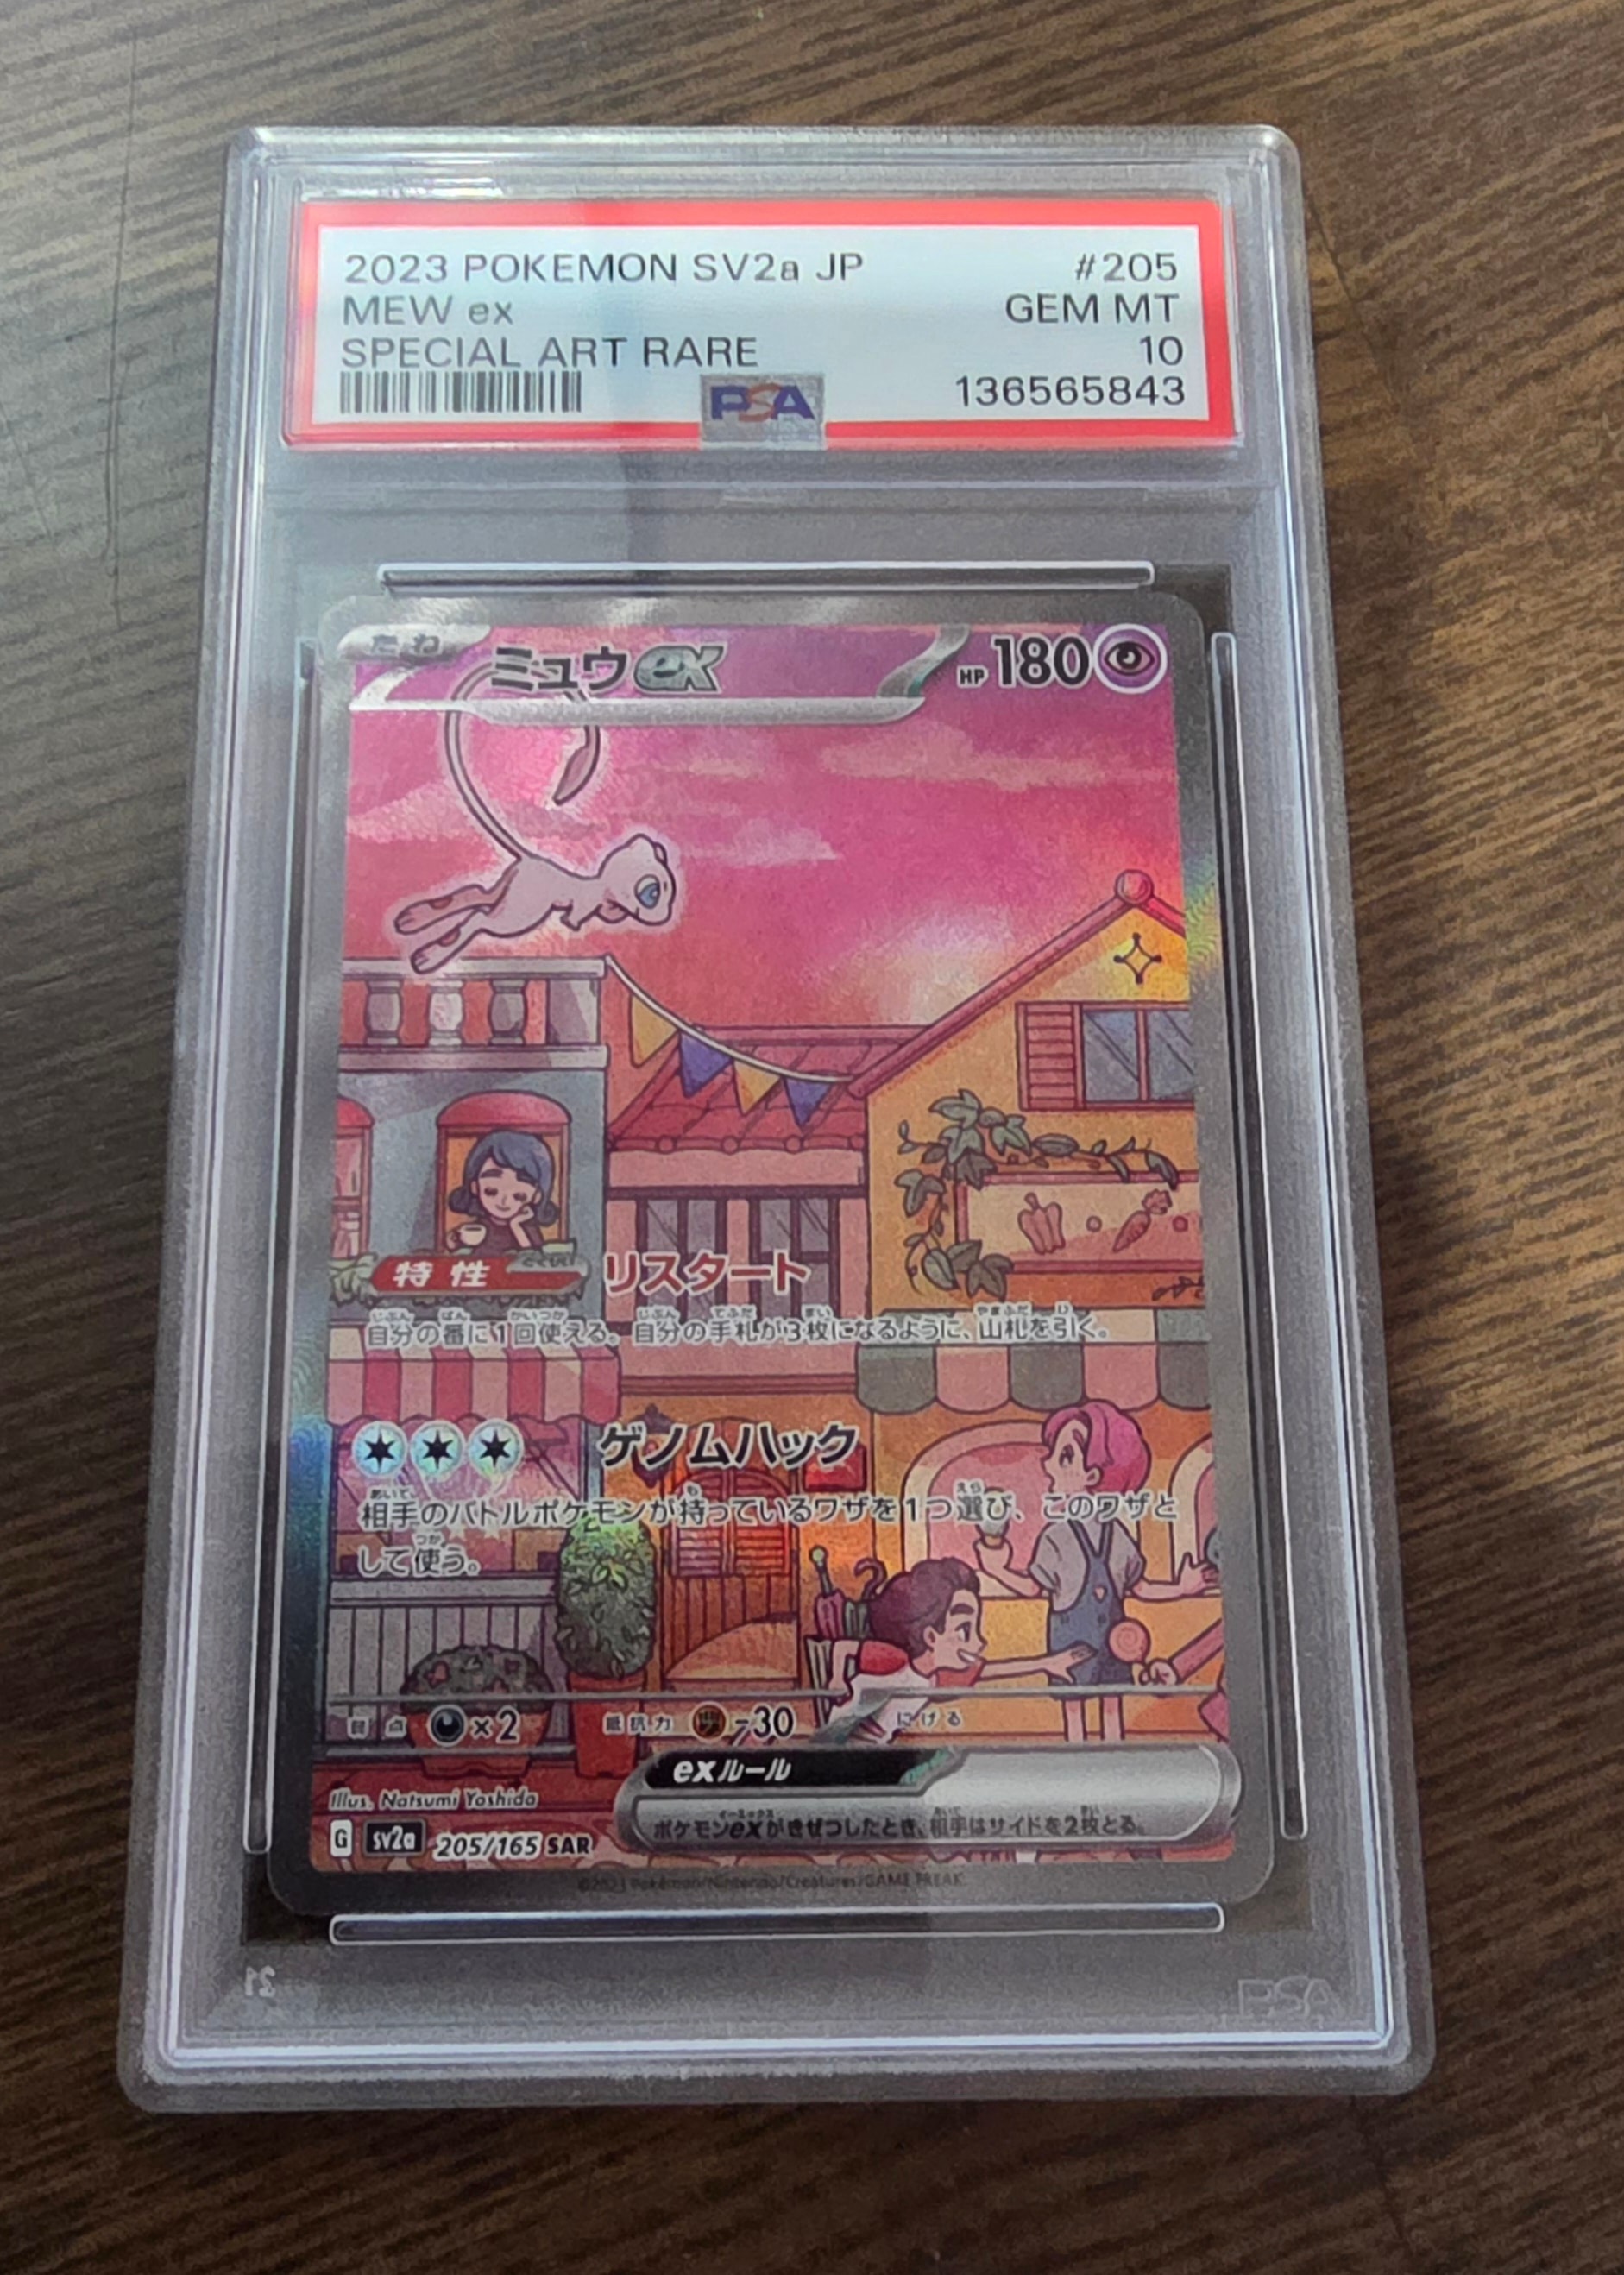 2023 POKEMON SV2a JP #205
MEW ex GEM MT
SPECIAL ART RARE 10
PSA 136565843
たね
ミュウex HP180
特性 リスタート
自分の番に1回使える。自分の手札が3枚になるように、山札を引く。
ゲノムハック
相手のバトルポケモンが持っているワザを1つ選び、このワザと
して使う。
弱点 ×2 抵抗力 -30 にげる
exルール
ポケモンexがきぜつしたとき、相手はサイドを2枚とる。
Illus. Natsumi Yoshida
G sv2a 205/165 SAR
©2023 Pokémon/Nintendo/Creatures/GAME FREAK
PSA